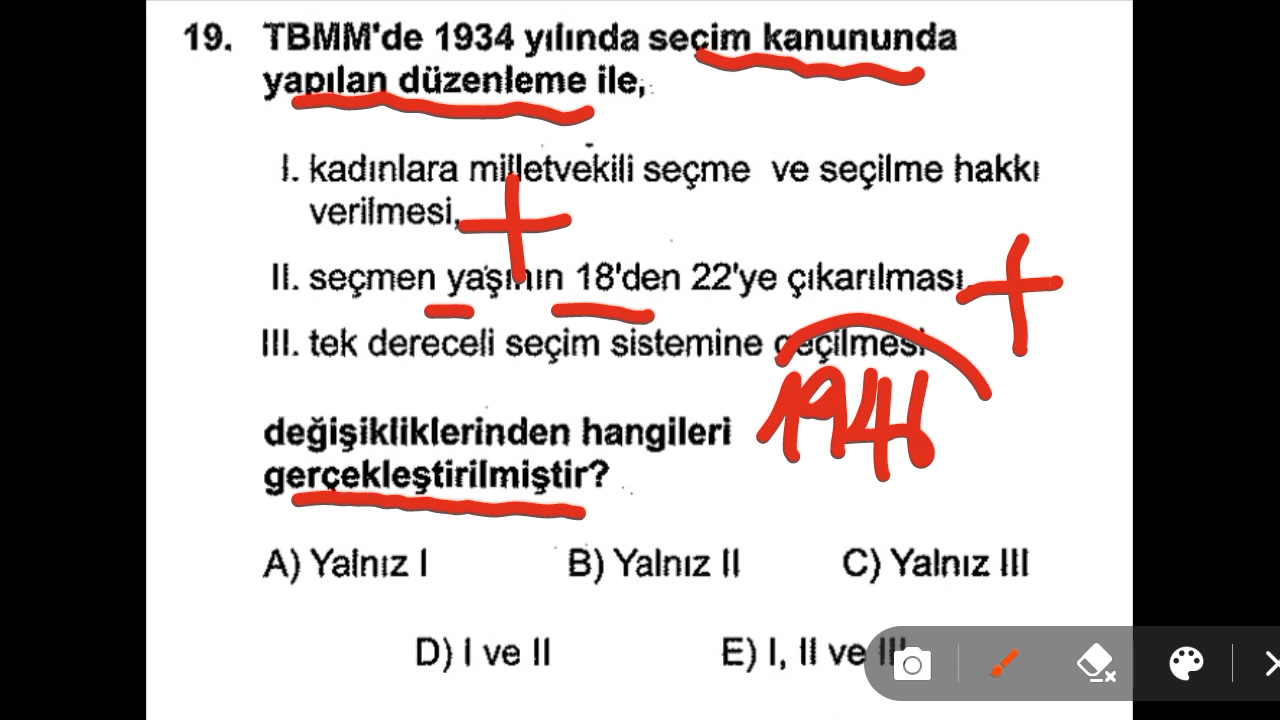 19. TBMM'de 1934 yılında seçim kanununda
yapılan düzenleme ile,
I. kadınlara milletvekili seçme ve seçilme hakkı
verilmesi,
II. seçmen yaşının 18'den 22'ye çıkarılması,
III. tek dereceli seçim sistemine geçilmesi
1946
değişikliklerinden hangileri
gerçekleştirilmiştir?
A) Yalnız I B) Yalnız II C) Yalnız III
D) I ve II E) I, II ve III